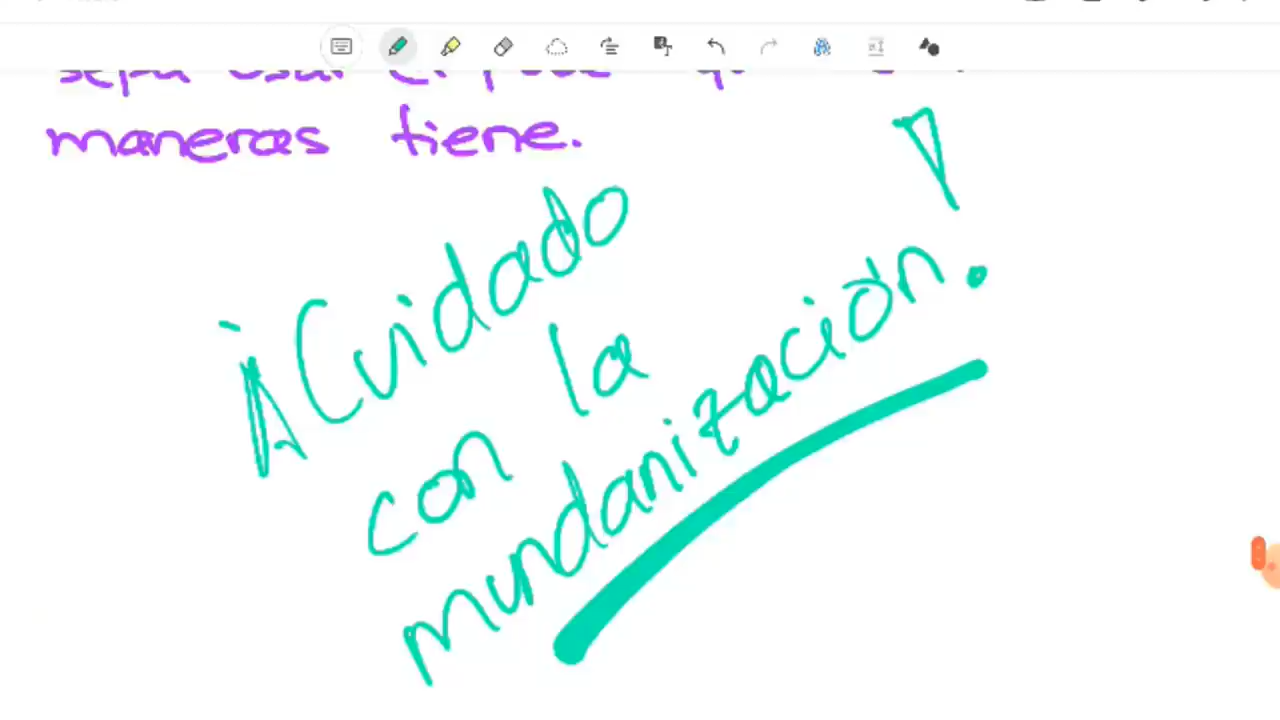 maneras tiene.
¡Cuidado
con la
mundanización!